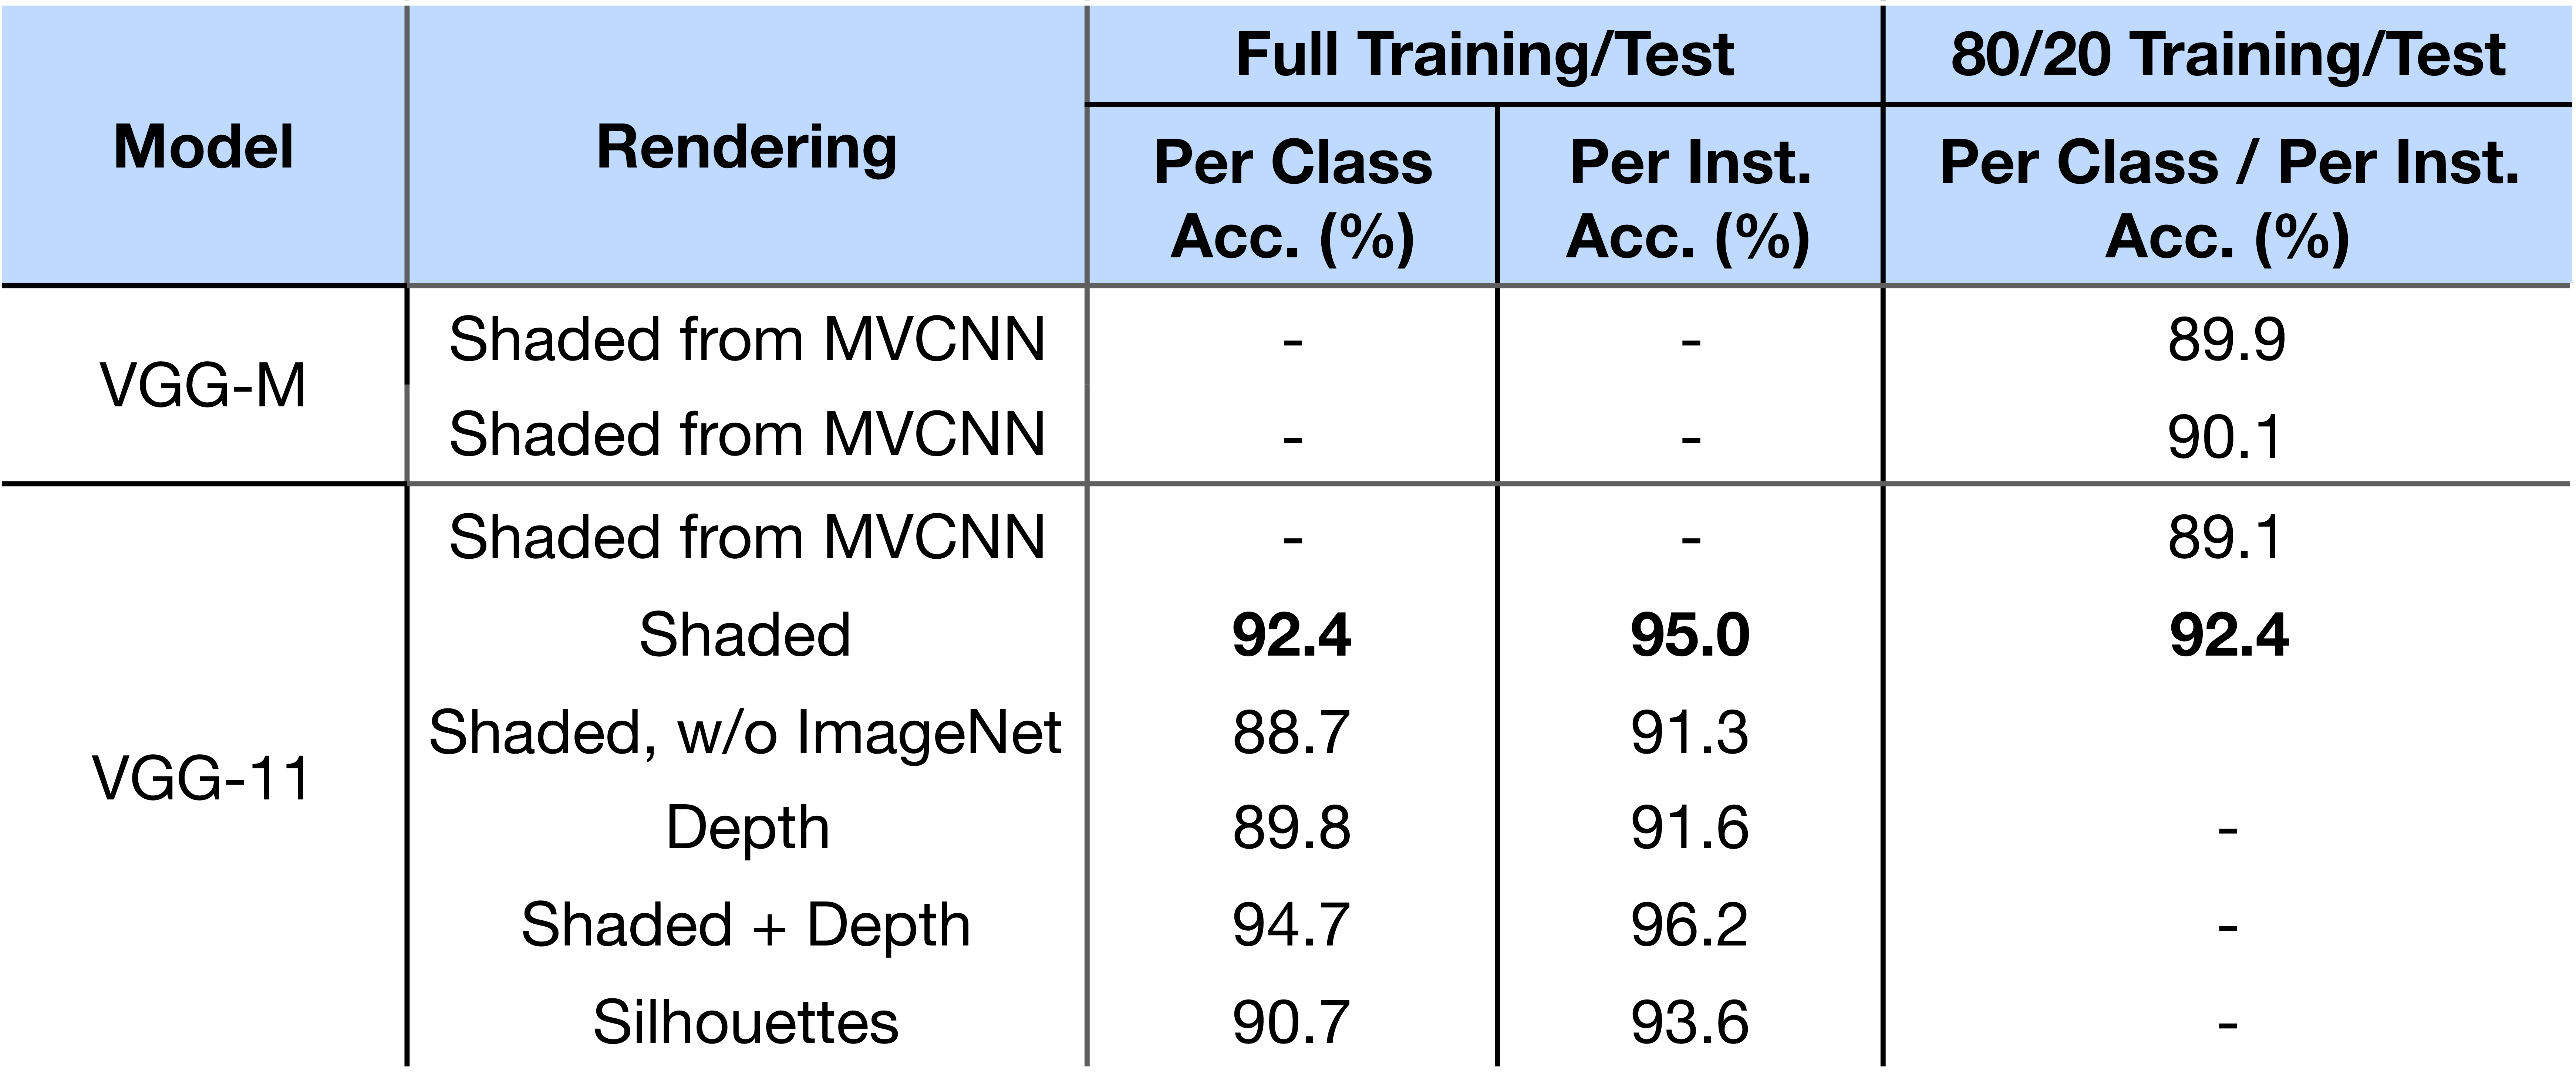 Model Rendering Full Training/Test 80/20 Training/Test
Per Class Acc. (%) Per Inst. Acc. (%) Per Class / Per Inst. Acc. (%)
VGG-M
Shaded from MVCNN - - 89.9
Shaded from MVCNN - - 90.1
VGG-11
Shaded from MVCNN - - 89.1
Shaded 92.4 95.0 92.4
Shaded, w/o ImageNet 88.7 91.3
Depth 89.8 91.6 -
Shaded + Depth 94.7 96.2 -
Silhouettes 90.7 93.6 -